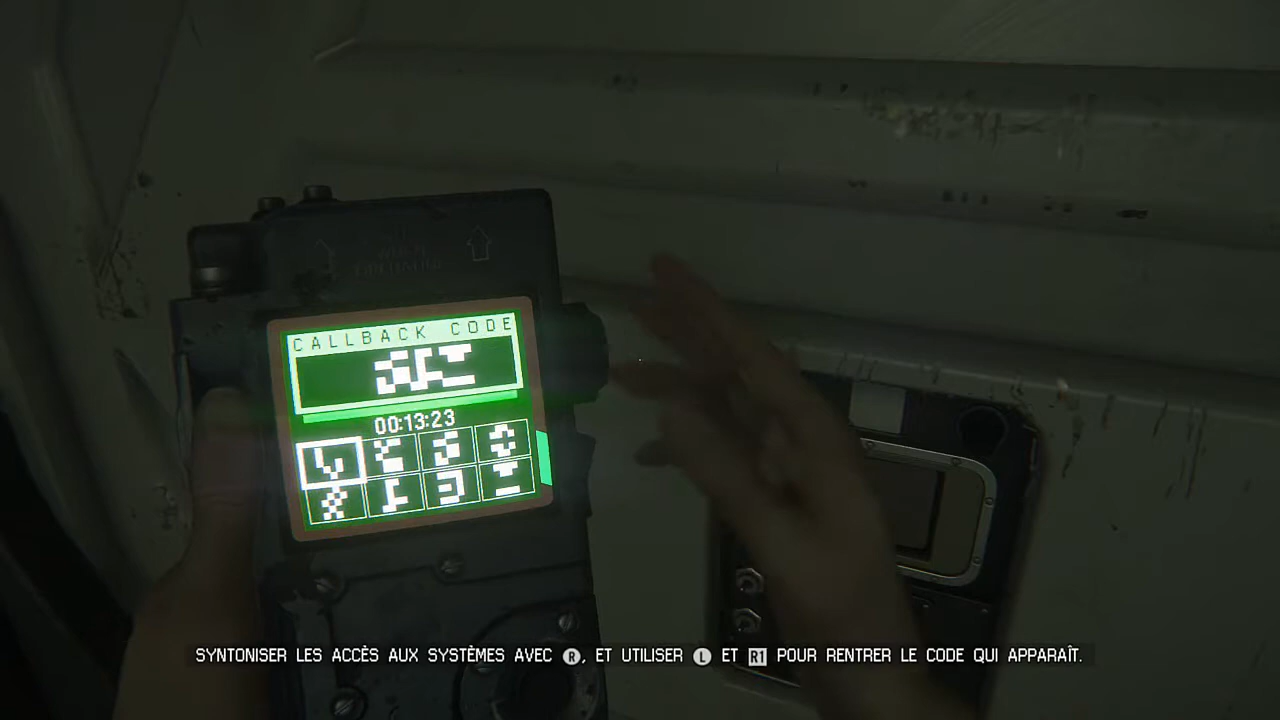 CALLBACK CODE
00:13:23
SYNTONISER LES ACCÈS AUX SYSTÈMES AVEC R, ET UTILISER L ET R1 POUR RENTRER LE CODE QUI APPARAÎT.